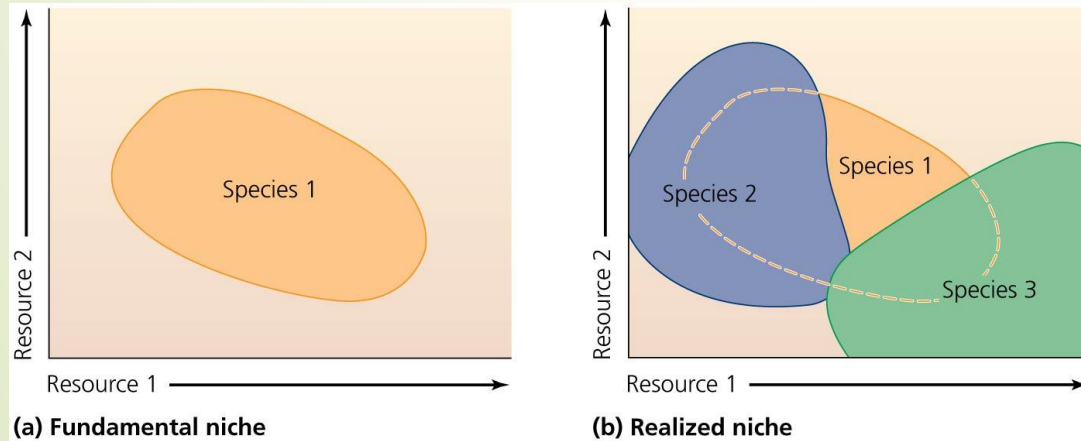 Species 1
Resource 2
Resource 1
(a) Fundamental niche
Species 1
Species 2
Species 3
Resource 2
Resource 1
(b) Realized niche